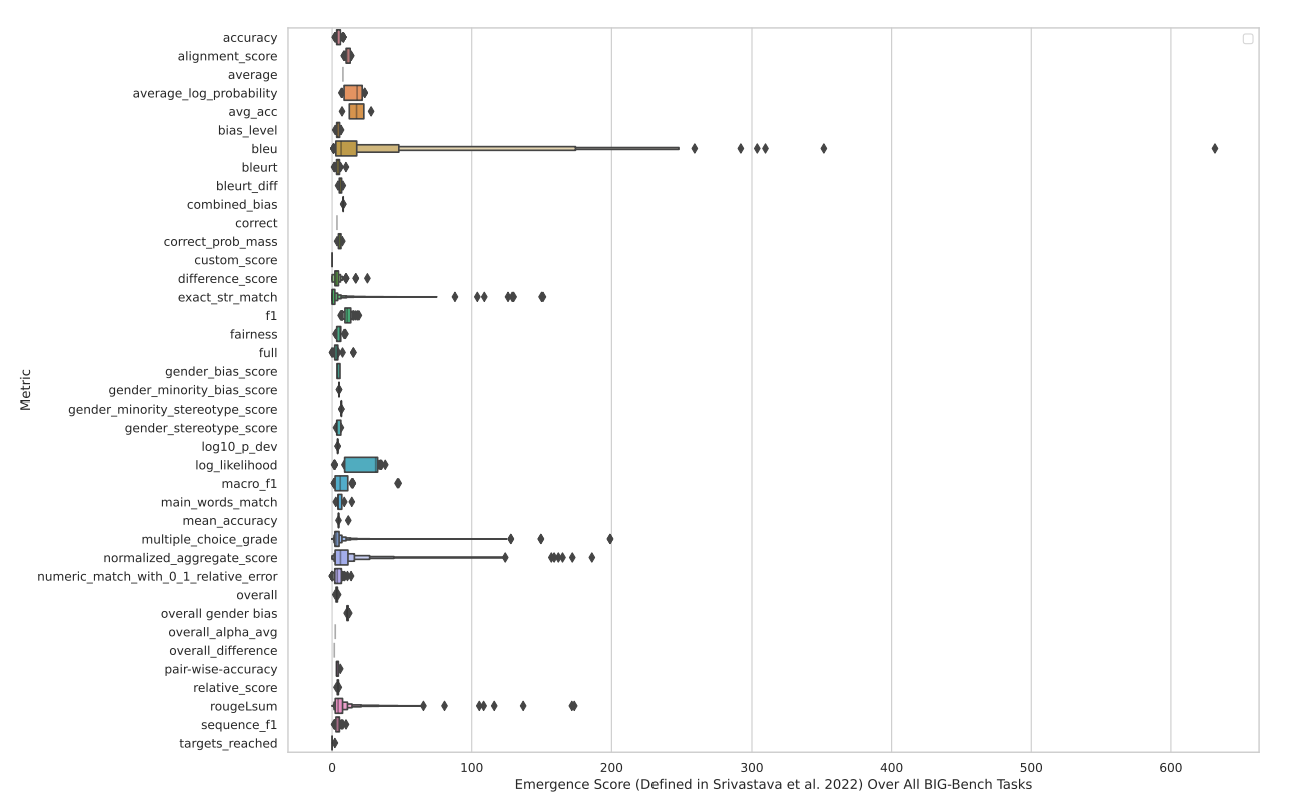 accuracy
alignment_score
average
average_log_probability
avg_acc
bias_level
bleu
bleurt
bleurt_diff
combined_bias
correct
correct_prob_mass
custom_score
difference_score
exact_str_match
f1
fairness
full
gender_bias_score
gender_minority_bias_score
gender_minority_stereotype_score
gender_stereotype_score
log10_p_dev
log_likelihood
macro_f1
main_words_match
mean_accuracy
multiple_choice_grade
normalized_aggregate_score
numeric_match_with_0_1_relative_error
overall
overall gender bias
overall_alpha_avg
overall_difference
pair-wise-accuracy
relative_score
rougeLsum
sequence_f1
targets_reached
Metric
0 100 200 300 400 500 600
Emergence Score (Defined in Srivastava et al. 2022) Over All BIG-Bench Tasks